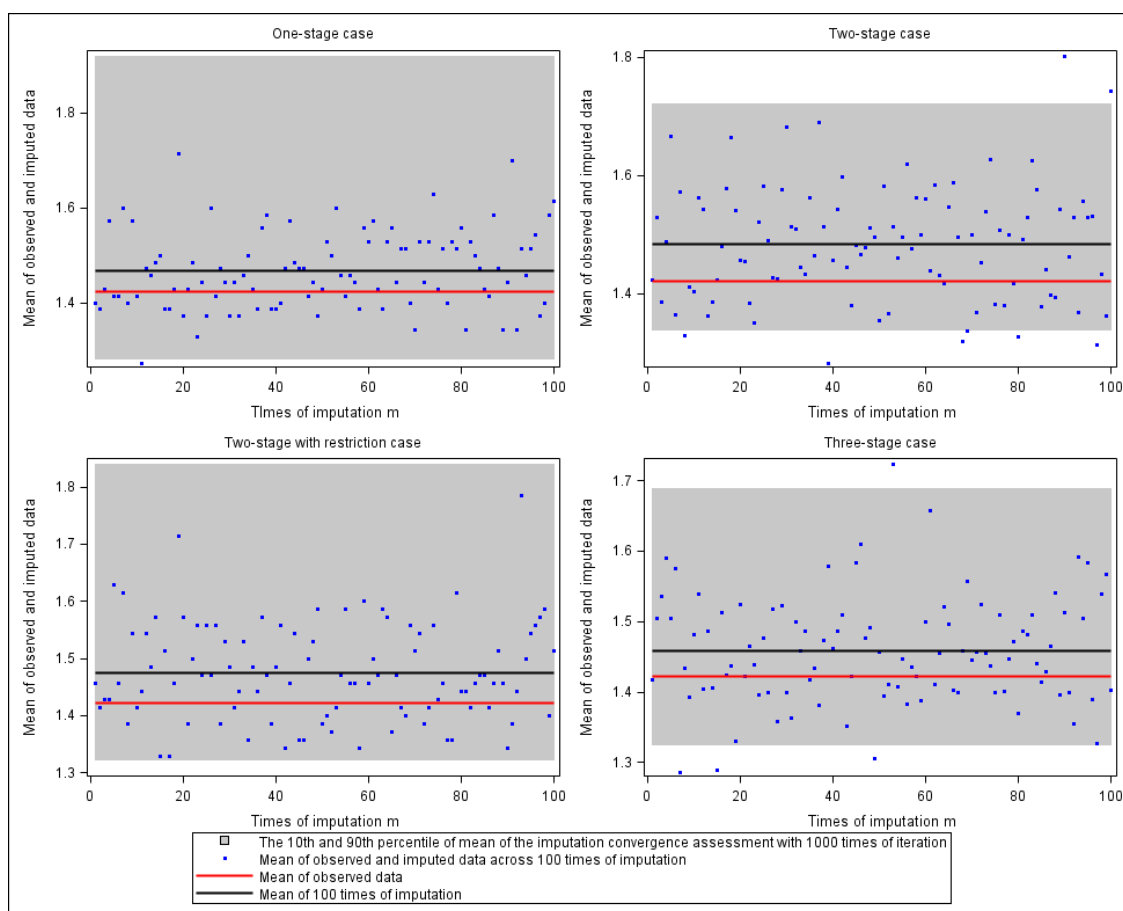 One-stage case
Mean of observed and imputed data
1.8
1.6
1.4
0 20 40 60 80 100
TImes of imputation m
Two-stage case
Mean of observed and imputed data
1.8
1.7
1.6
1.5
1.4
1.3
0 20 40 60 80 100
Times of imputation m
Two-stage with restriction case
Mean of observed and imputed data
1.8
1.7
1.6
1.5
1.4
1.3
0 20 40 60 80 100
Times of imputation m
Three-stage case
Mean of observed and imputed data
1.7
1.6
1.5
1.4
1.3
0 20 40 60 80 100
Times of imputation m
The 10th and 90th percentile of mean of the imputation convergence assessment with 1000 times of iteration
Mean of observed and imputed data across 100 times of imputation
Mean of observed data
Mean of 100 times of imputation